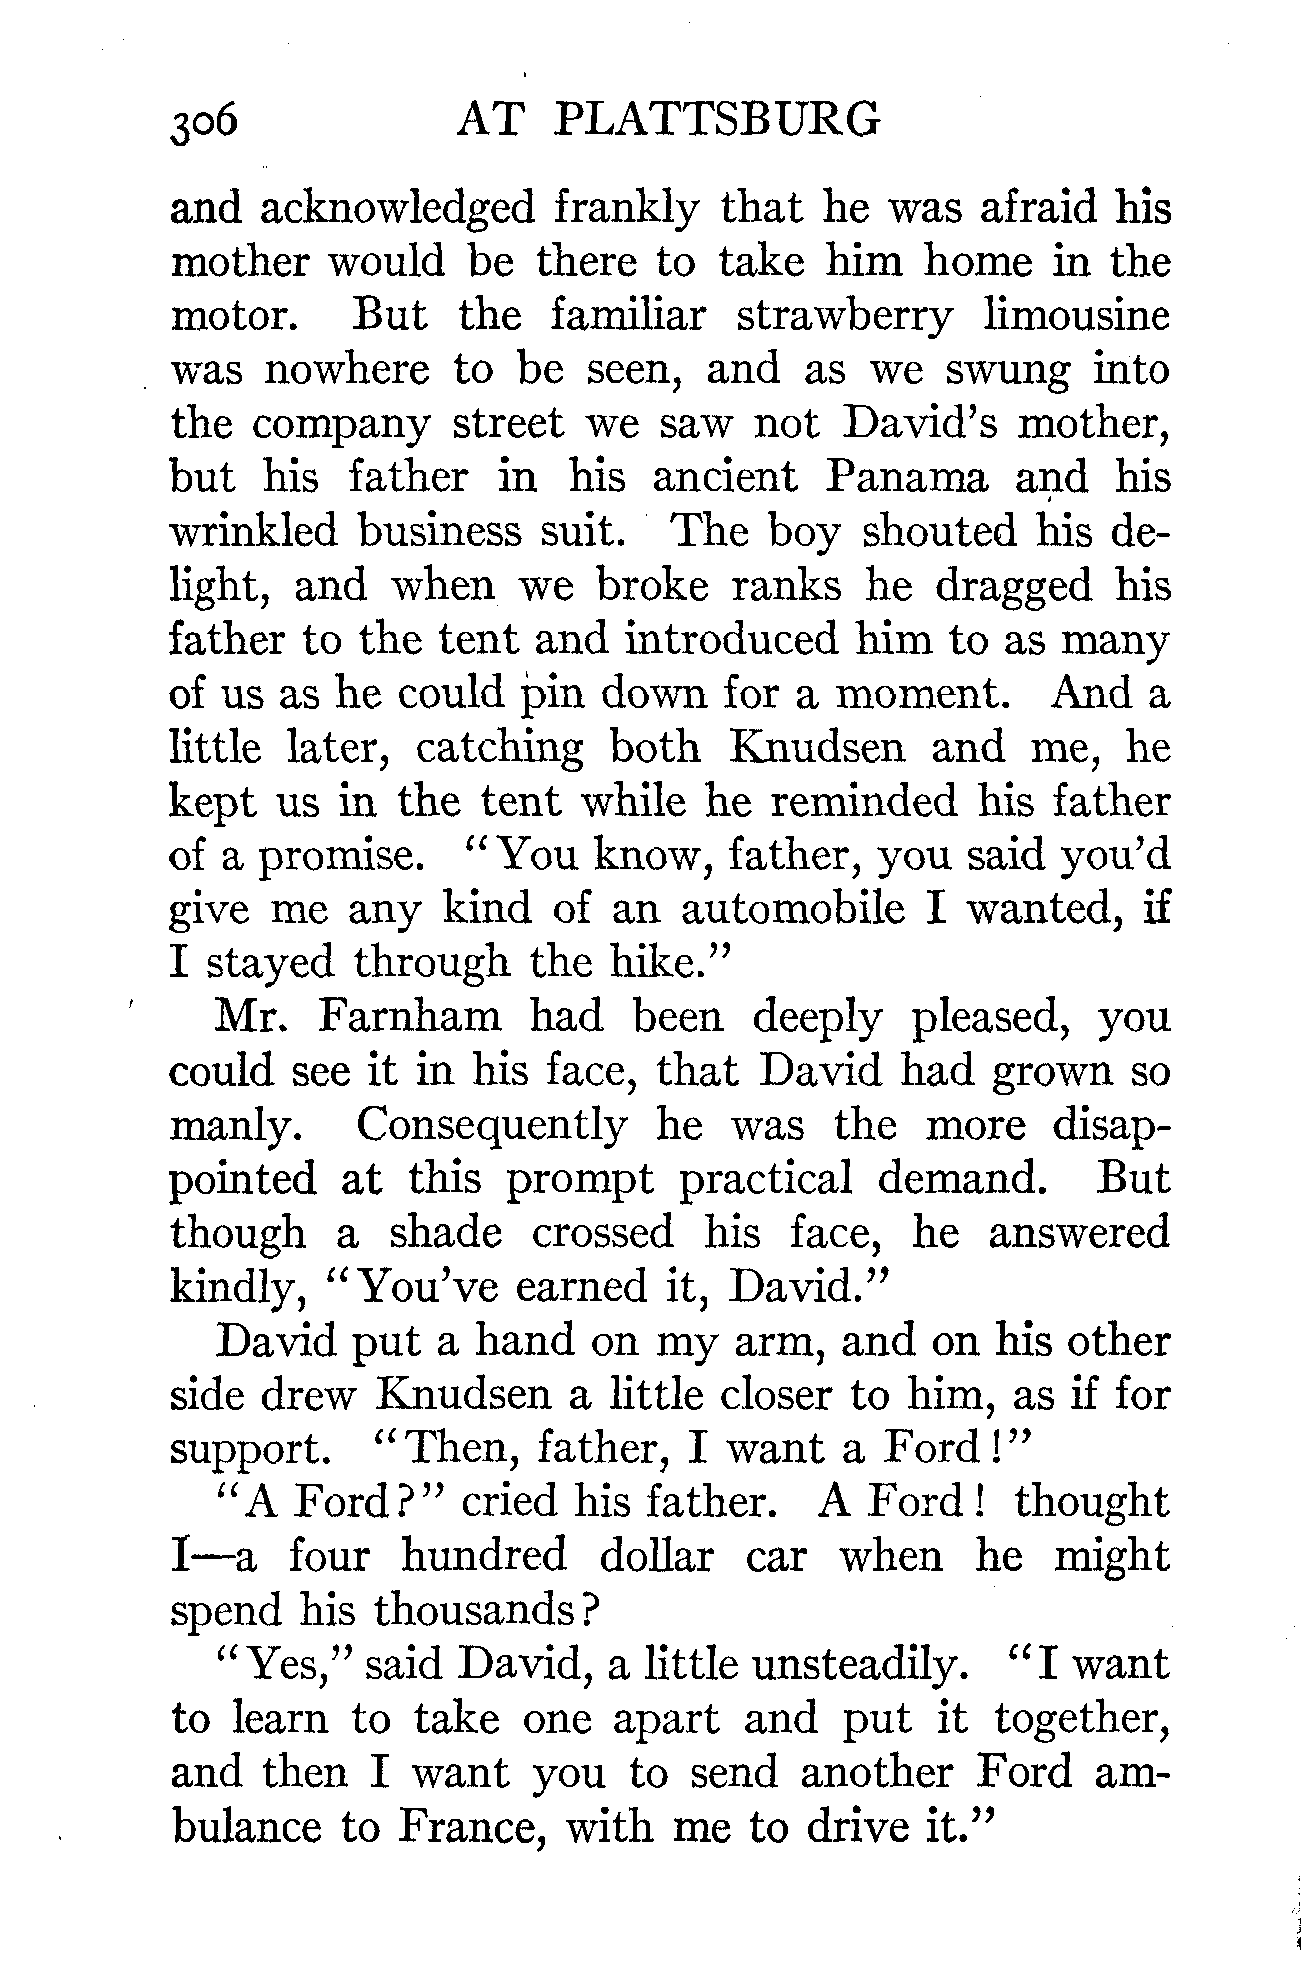 306 AT PLATTSBURG
and acknowledged frankly that he was afraid his
mother would be there to take him home in the
motor. But the familiar strawberry limousine
was nowhere to be seen, and as we swung into
the company street we saw not David's mother,
but his father in his ancient Panama and his
wrinkled business suit. The boy shouted his de-
light, and when we broke ranks he dragged his
father to the tent and introduced him to as many
of us as he could pin down for a moment. And a
little later, catching both Knudsen and me, he
kept us in the tent while he reminded his father
of a promise. "You know, father, you said you'd
give me any kind of an automobile I wanted, if
I stayed through the hike."
Mr. Farnham had been deeply pleased, you
could see it in his face, that David had grown so
manly. Consequently he was the more disap-
pointed at this prompt practical demand. But
though a shade crossed his face, he answered
kindly, "You've earned it, David."
David put a hand on my arm, and on his other
side drew Knudsen a little closer to him, as if for
support. "Then, father, I want a Ford!"
"A Ford?" cried his father. A Ford! thought
I—a four hundred dollar car when he might
spend his thousands?
"Yes," said David, a little unsteadily. "I want
to learn to take one apart and put it together,
and then I want you to send another Ford am-
bulance to France, with me to drive it."